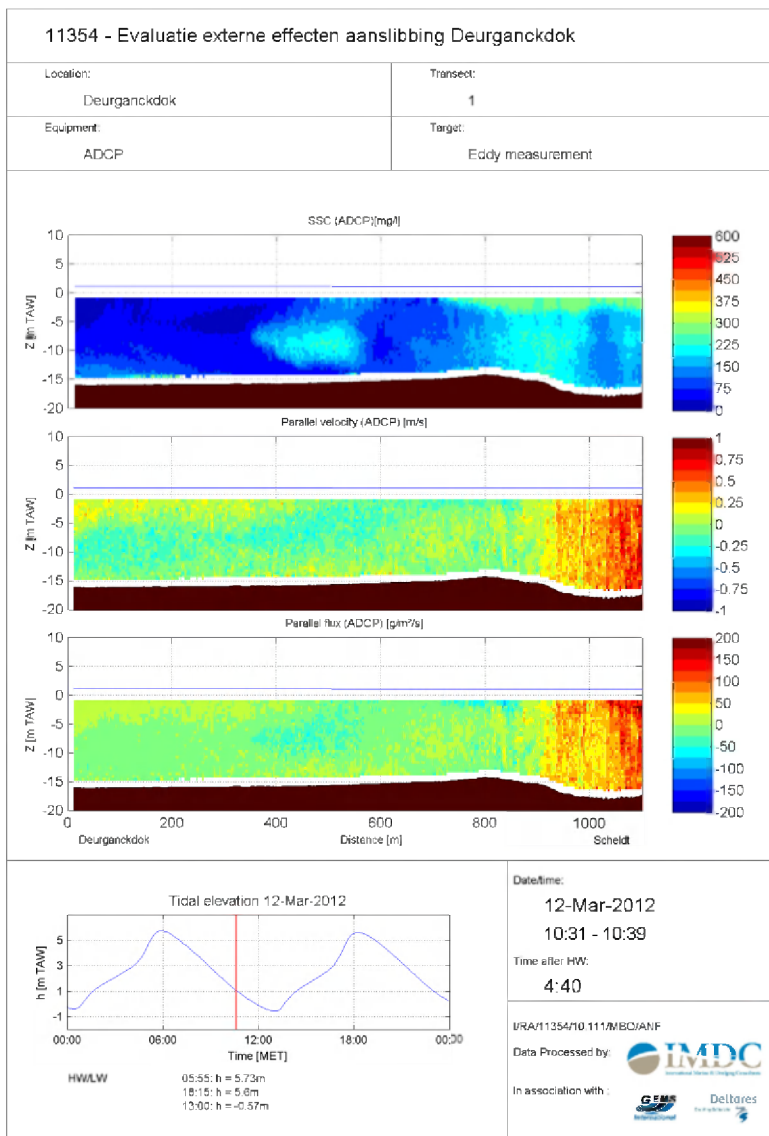 11354 - Evaluatie externe effecten aanslibbing Deurganckdok
Location:
Deurganckdok
Transect:
1
Equipment:
ADCP
Target:
Eddy measurement
SSC (ADCP)[mg/l]
10
5
0
-5
-10
-15
-20
Z [m TAW]
600
525
450
375
300
225
150
75
0
Parallel velocity (ADCP) [m/s]
10
5
0
-5
-10
-15
-20
Z [m TAW]
1
0.75
0.5
0.25
0
-0.25
-0.5
-0.75
-1
Parallel flux (ADCP) [g/m²/s]
10
5
0
-5
-10
-15
-20
Z [m TAW]
200
150
100
50
0
-50
-100
-150
-200
0 200 400 600 800 1000
Deurganckdok Distance [m] Scheldt
Tidal elevation 12-Mar-2012
h [m TAW]
5
3
1
-1
00:00 06:00 12:00 18:00 00:00
Time [MET]
HW/LW 05:55: h = 5.73m
18:15: h = 5.6m
13:00: h = -0.57m
Date/time:
12-Mar-2012
10:31 - 10:39
Time after HW:
4:40
I/RA/11354/10.111/MBO/ANF
Data Processed by:
IMDC
In association with :
GEMS
International
Deltares